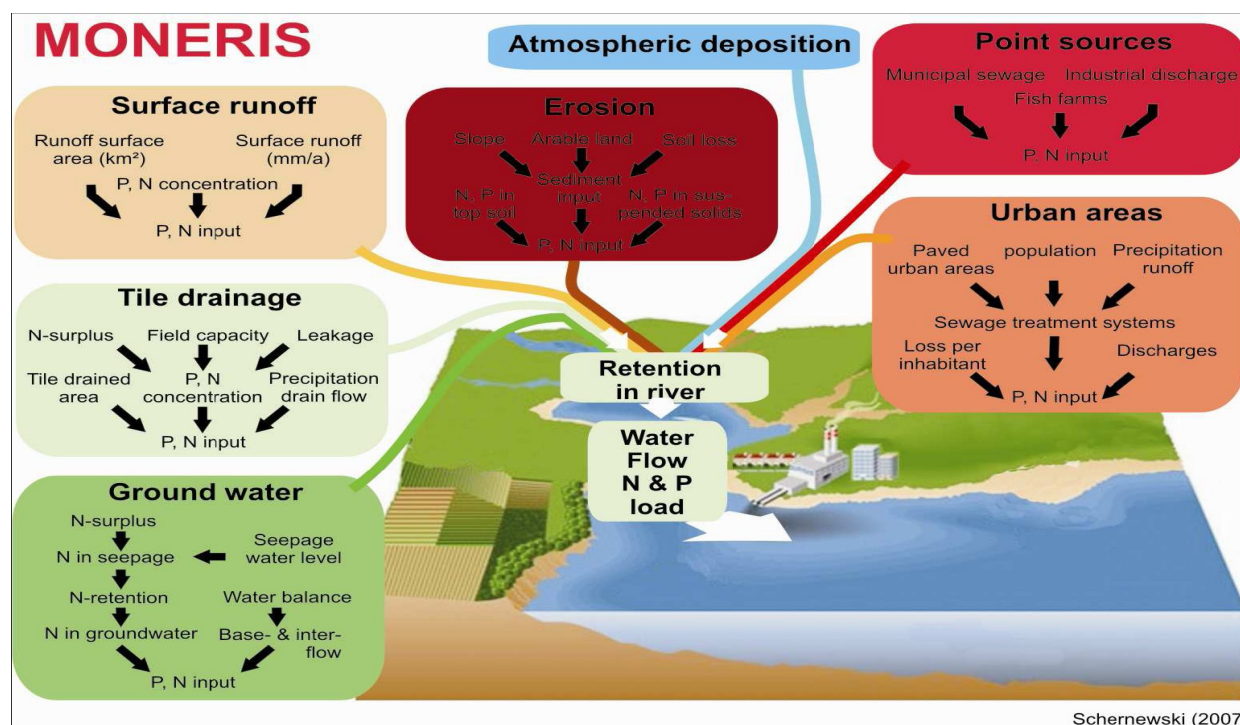 MONERIS
Surface runoff
Runoff surface
area (km²)
Surface runoff
(mm/a)
P, N concentration
P, N input
Tile drainage
N-surplus
Field capacity
Leakage
Tile drained
area
P, N
concentration
Precipitation
drain flow
P, N input
Ground water
N-surplus
N in seepage
Seepage
water level
N-retention
Water balance
N in groundwater
Base- & inter-
flow
P, N input
Erosion
Slope
Arable land
Soil loss
Sediment
input
N, P in
top soil
N, P in sus-
pended solids
P, N input
Atmospheric deposition
Point sources
Municipal sewage
Industrial discharge
Fish farms
P, N input
Urban areas
Paved
urban areas
population
Precipitation
runoff
Sewage treatment systems
Loss per
inhabitant
Discharges
P, N input
Retention
in river
Water
Flow
N & P
load
Schernewski (2007